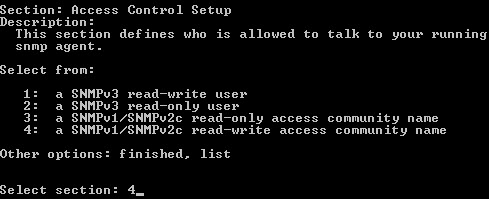 Section: Access Control Setup
Description:
This section defines who is allowed to talk to your running
snmp agent.
Select from:
1: a SNMPv3 read-write user
2: a SNMPv3 read-only user
3: a SNMPv1/SNMPv2c read-only access community name
4: a SNMPv1/SNMPv2c read-write access community name
Other options: finished, list
Select section: 4_